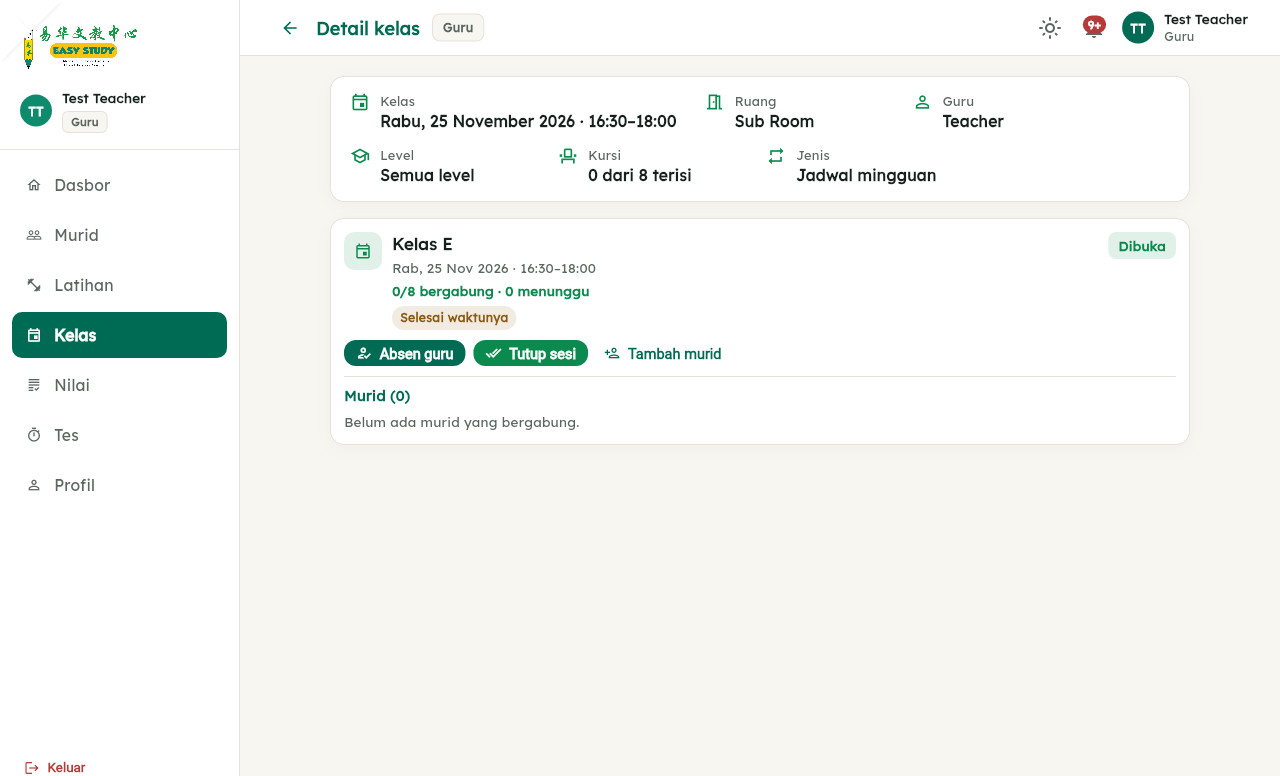 易华文教中心
EASY STUDY
Test Teacher
TT
Guru
Dasbor
Murid
Latihan
Kelas
Nilai
Tes
Profil
Keluar
Detail kelas
Guru
9+
TT
Test Teacher
Guru
Kelas
Rabu, 25 November 2026 · 16:30–18:00
Ruang
Sub Room
Guru
Teacher
Level
Semua level
Kursi
0 dari 8 terisi
Jenis
Jadwal mingguan
Kelas E
Dibuka
Rab, 25 Nov 2026 · 16:30–18:00
0/8 bergabung · 0 menunggu
Selesai waktunya
Absen guru
Tutup sesi
Tambah murid
Murid (0)
Belum ada murid yang bergabung.